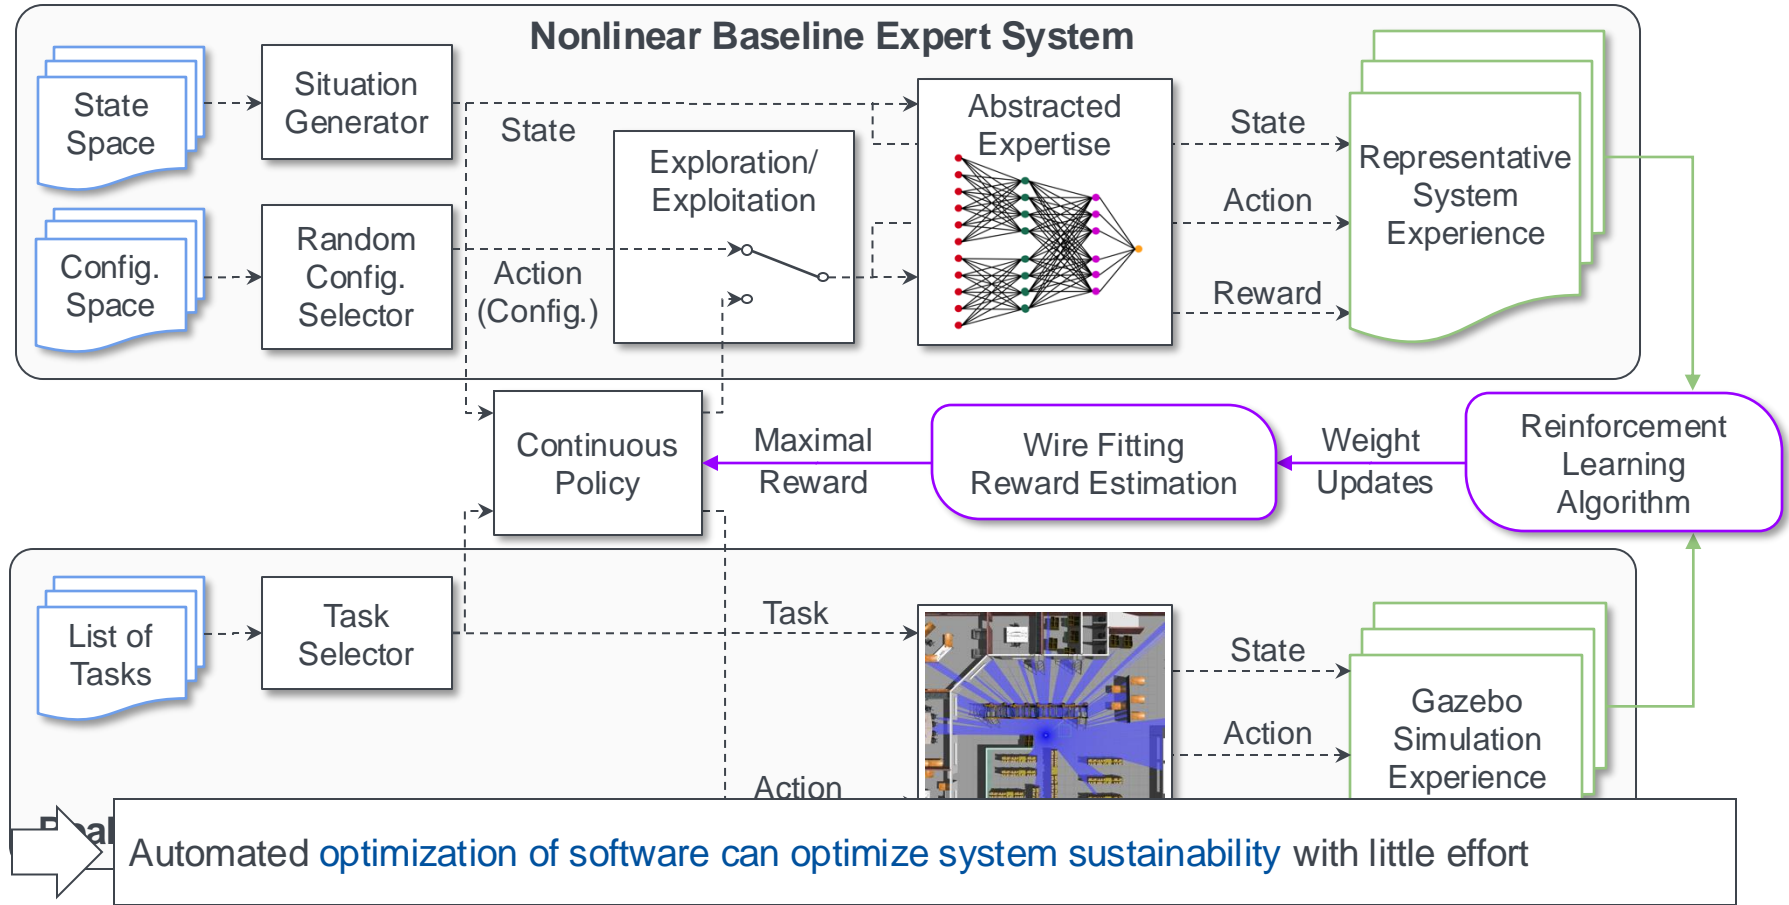 Nonlinear Baseline Expert System
State
Space
Situation
Generator
State
Exploration/
Exploitation
Abstracted
Expertise
State
Action
Reward
Representative
System
Experience
Config.
Space
Random
Config.
Selector
Action
(Config.)
Continuous
Policy
Maximal
Reward
Wire Fitting
Reward Estimation
Weight
Updates
Reinforcement
Learning
Algorithm
List of
Tasks
Task
Selector
Task
Action
State
Action
Gazebo
Simulation
Experience
Automated optimization of software can optimize system sustainability with little effort